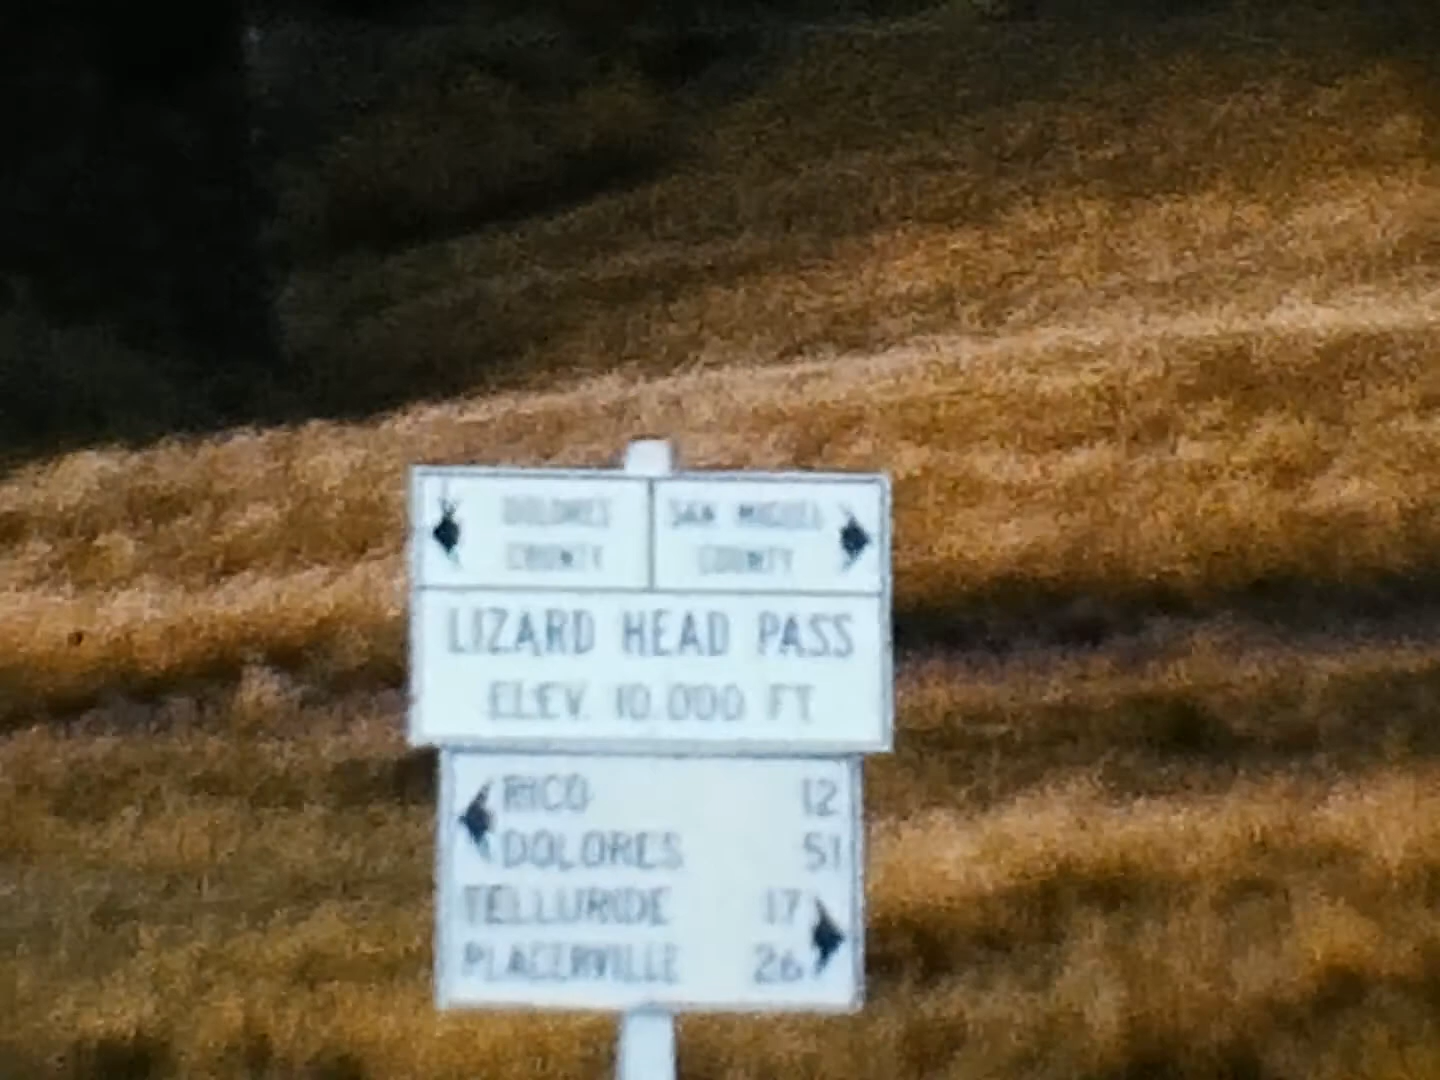 DOLORES COUNTY
SAN MIGUEL COUNTY
LIZARD HEAD PASS
ELEV. 10,000 FT.
RICO 12
DOLORES 51
TELLURIDE 17
PLACERVILLE 26